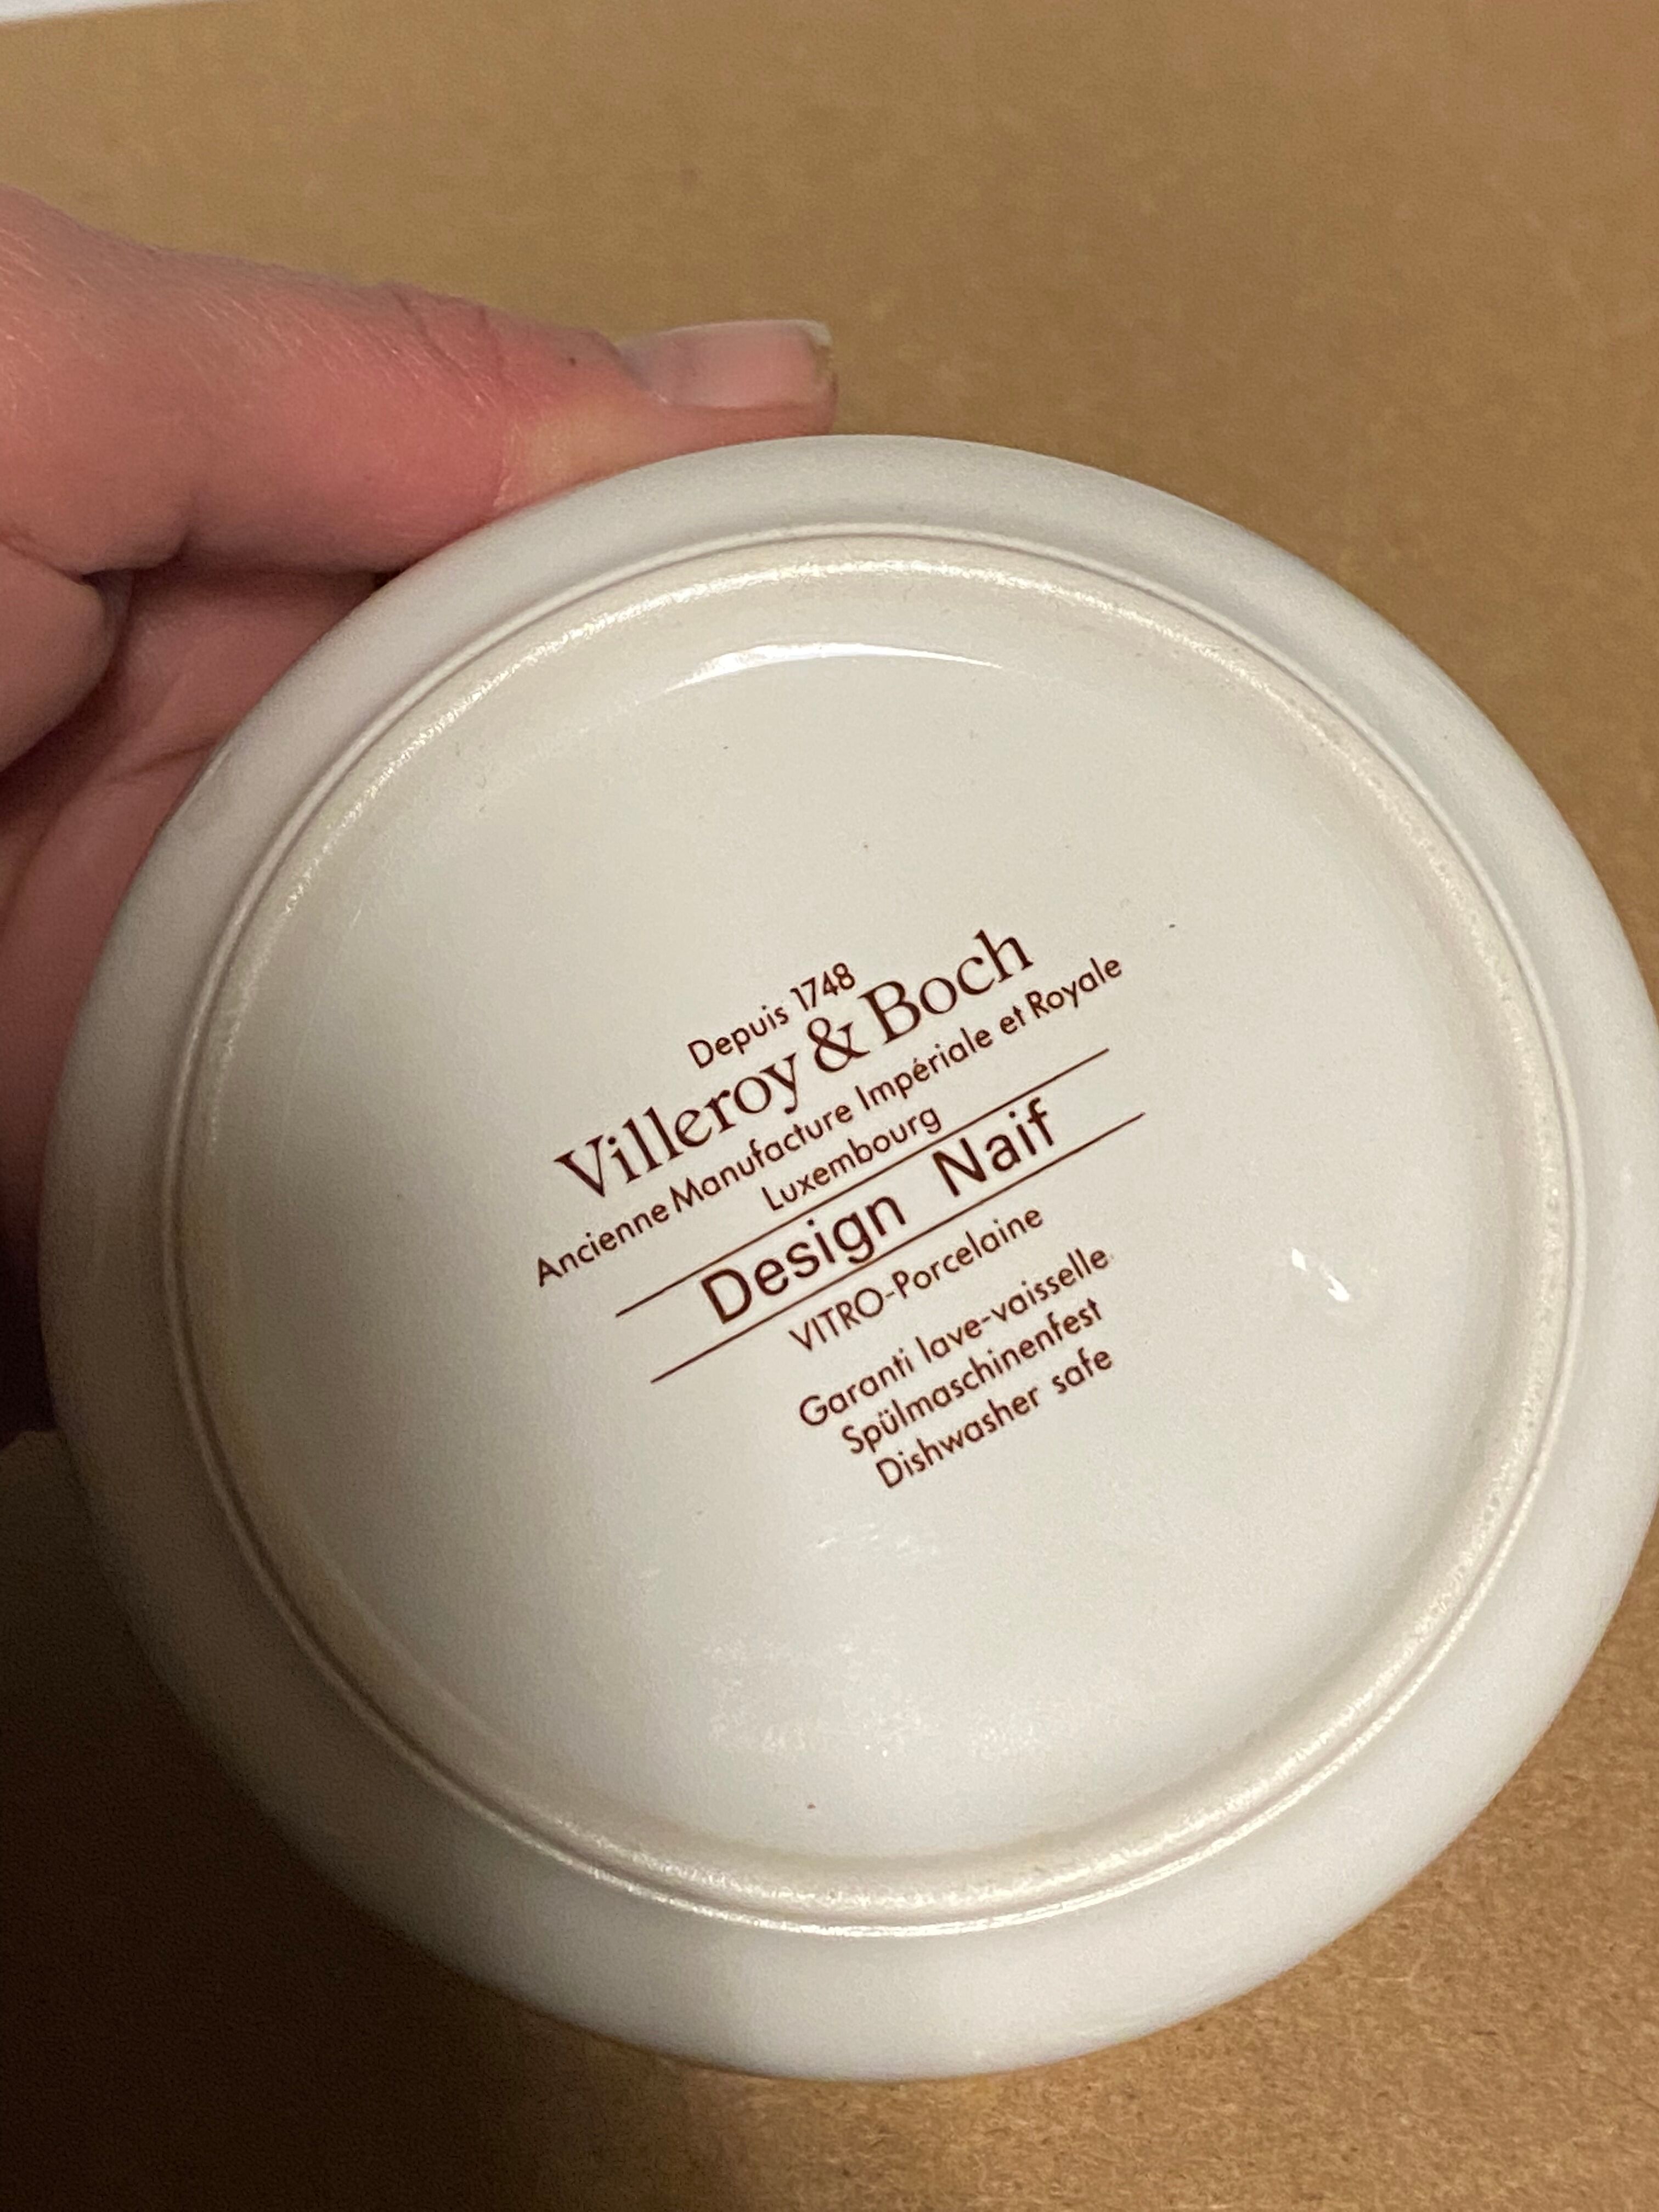 Depuis 1748
Villeroy & Boch
Ancienne Manufacture Impériale et Royale
Luxembourg
Design Naif
VITRO-Porcelaine
Garanti lave-vaisselle
Spülmaschinenfest
Dishwasher safe